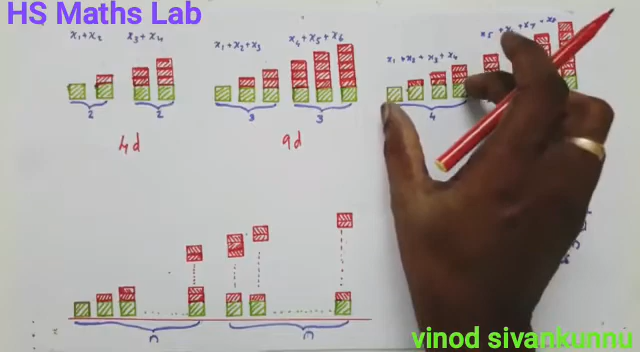 HS Maths Lab
x₁+x₂ x₃+x₄
x₁+x₂+x₃ x₄+x₅+x₆
x₁+x₂+x₃+x₄
2 2
3 3
4
4d 9d
n n
vinod sivankunnu